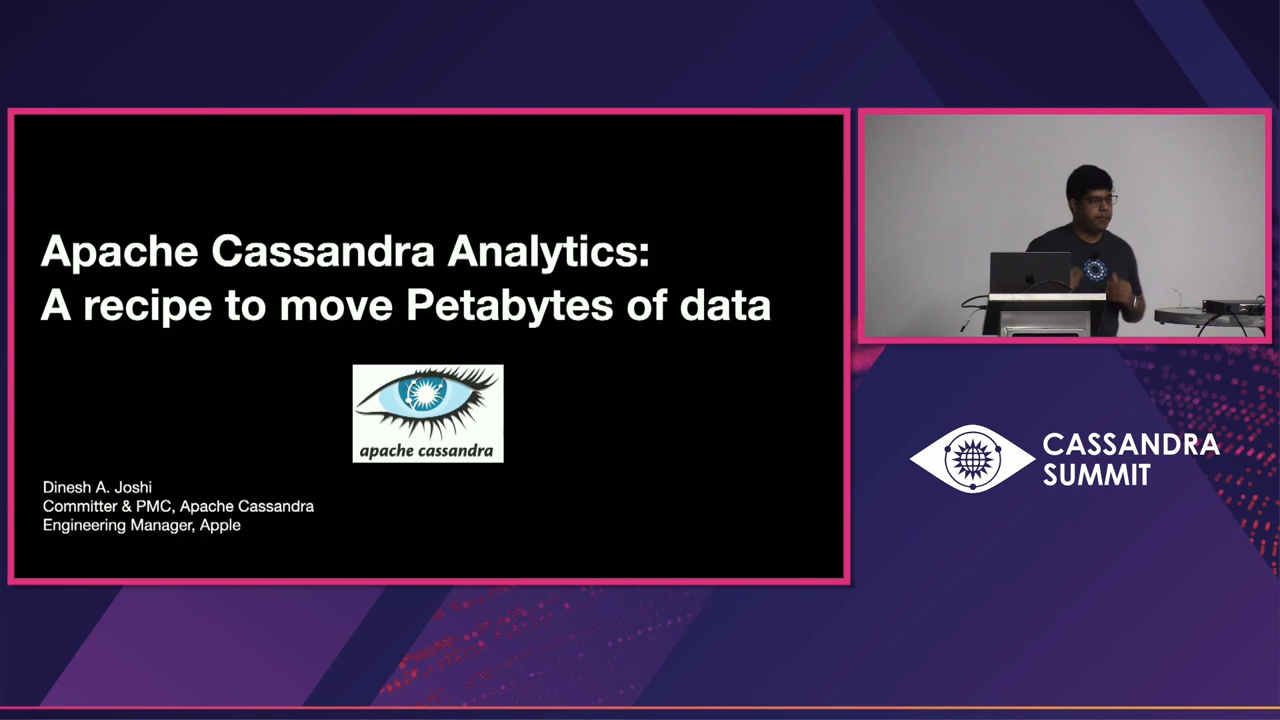 Apache Cassandra Analytics:
A recipe to move Petabytes of data
apache cassandra
Dinesh A. Joshi
Committer & PMC, Apache Cassandra
Engineering Manager, Apple
CASSANDRA
SUMMIT